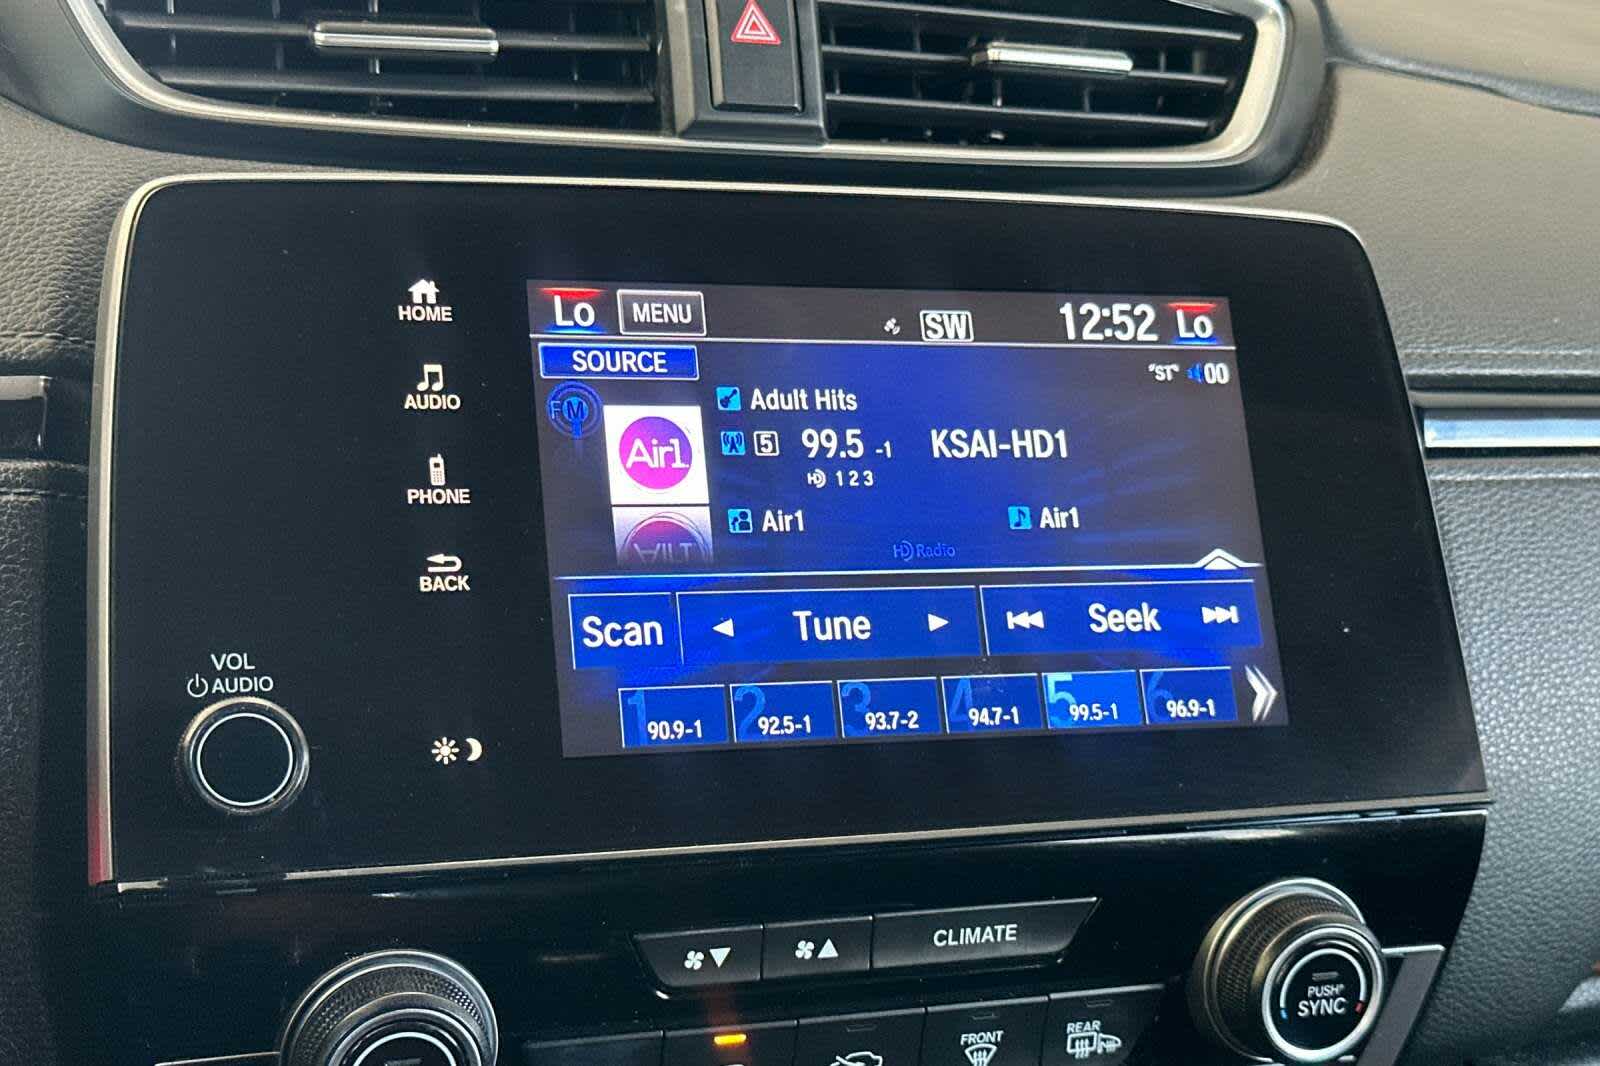 HOME
AUDIO
PHONE
BACK
VOL
AUDIO
Lo MENU SW 12:52 Lo
SOURCE
"ST" 00
FM
Air1
Adult Hits
5 99.5 -1 KSAI-HD1
HD 1 2 3
Air1 Air1
HD Radio
Scan Tune Seek
1 90.9-1
2 92.5-1
3 93.7-2
4 94.7-1
5 99.5-1
6 96.9-1
CLIMATE
PUSH
SYNC
FRONT
REAR